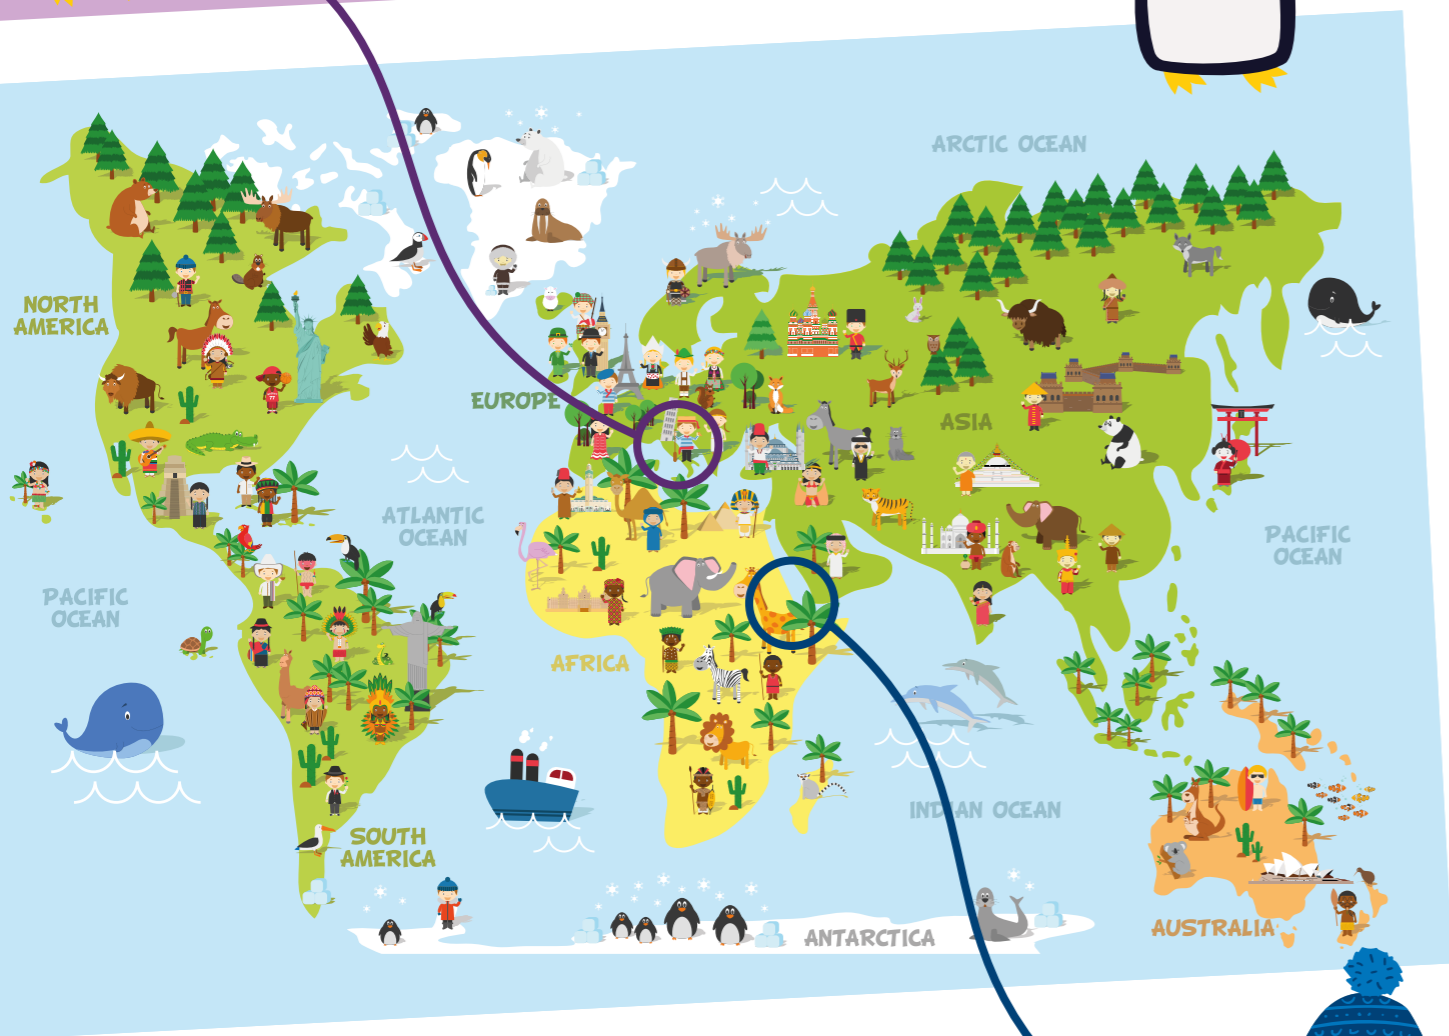 ARCTIC OCEAN
NORTH
AMERICA
EUROPE
ASIA
ATLANTIC
OCEAN
PACIFIC
OCEAN
PACIFIC
OCEAN
AFRICA
INDIAN OCEAN
SOUTH
AMERICA
AUSTRALIA
ANTARCTICA